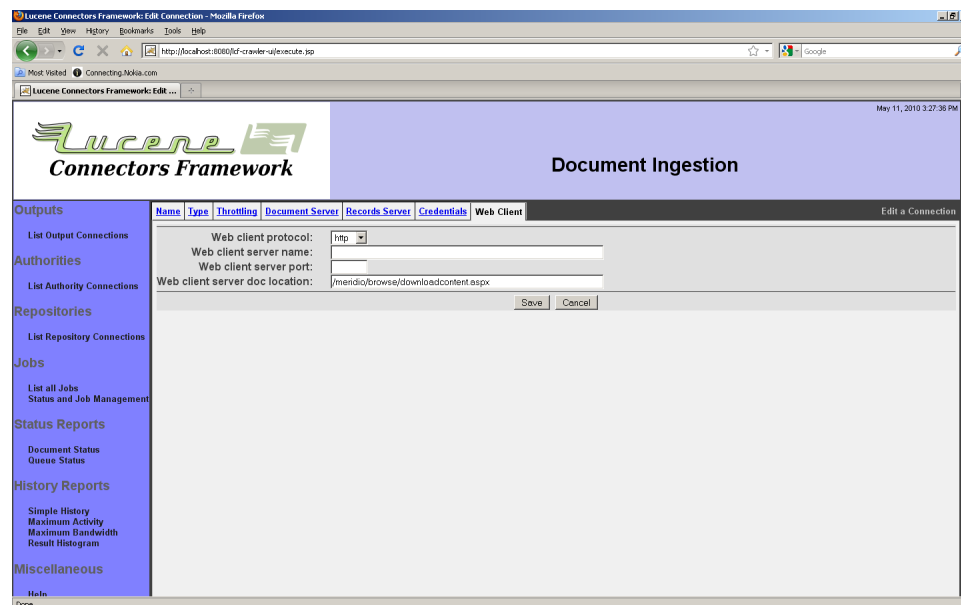 Lucene Connectors Framework: Edit Connection - Mozilla Firefox
File Edit View History Bookmarks Tools Help
http://localhost:8080/lcf-crawler-ui/execute.jsp
Google
Most Visited Connecting.Nokia.com
Lucene Connectors Framework: Edit ...
May 11, 2010 3:27:36 PM
Lucene
Connectors Framework
Document Ingestion
Outputs
Name Type Throttling Document Server Records Server Credentials Web Client
Edit a Connection
List Output Connections
Web client protocol: http
Web client server name:
Web client server port:
Web client server doc location: /meridio/browse/downloadcontent.aspx
Save Cancel
Authorities
List Authority Connections
Repositories
List Repository Connections
Jobs
List all Jobs
Status and Job Management
Status Reports
Document Status
Queue Status
History Reports
Simple History
Maximum Activity
Maximum Bandwidth
Result Histogram
Miscellaneous
Help
Done